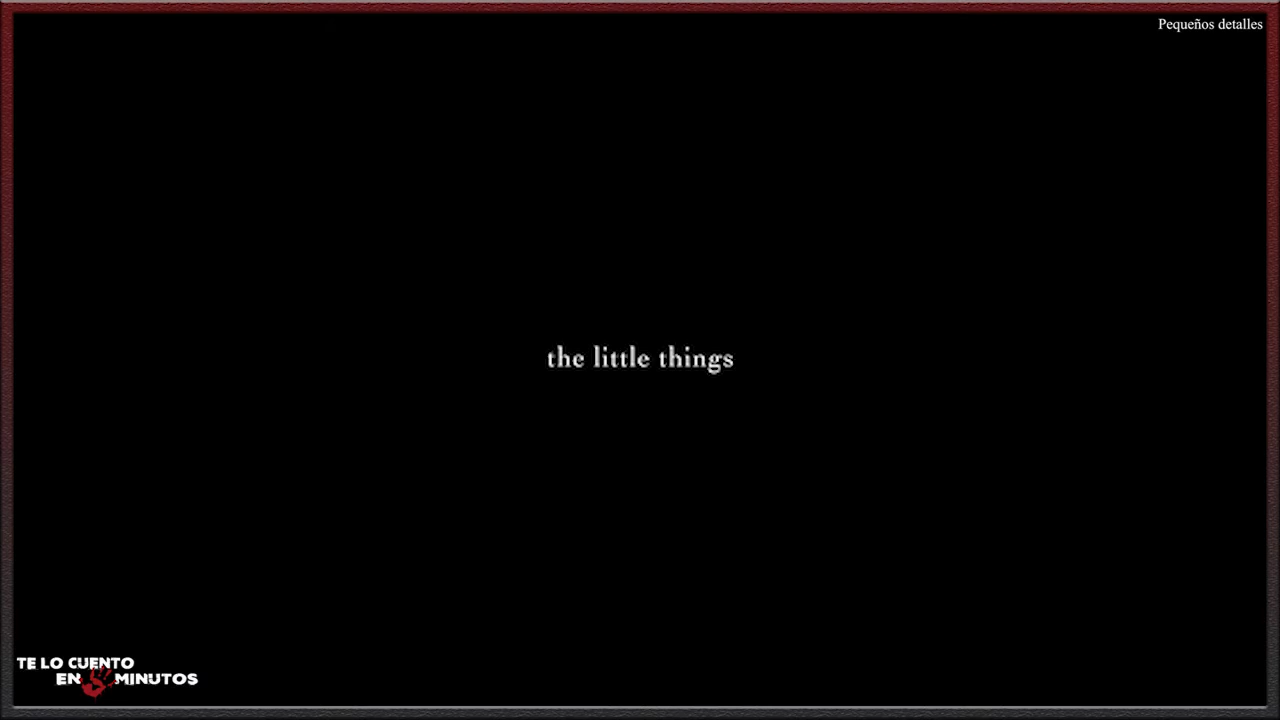 Pequeños detalles
the little things
TE LO CUENTO
EN MINUTOS